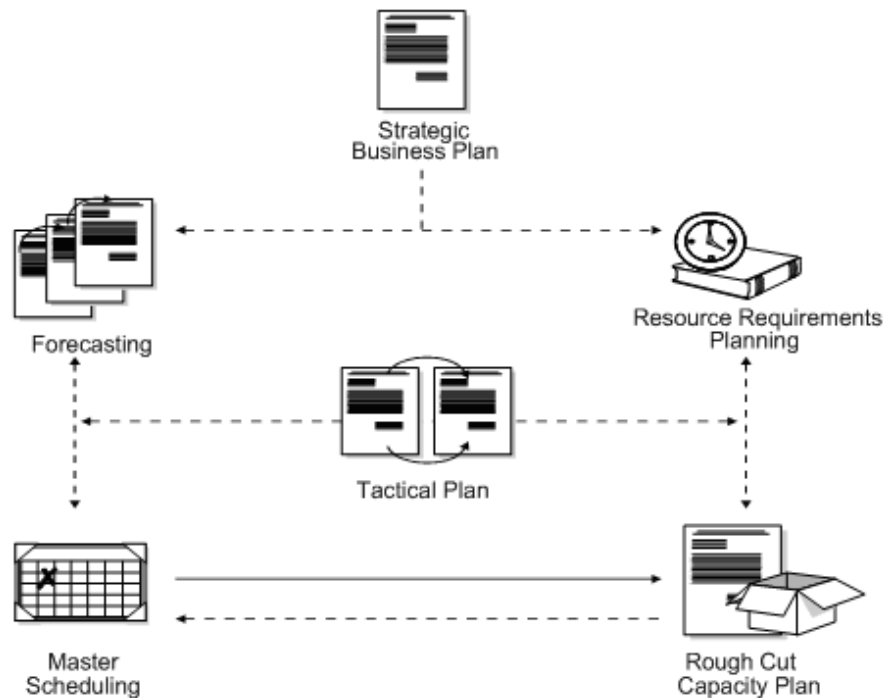 Strategic
Business Plan
Forecasting
Resource Requirements
Planning
Tactical Plan
Master
Scheduling
Rough Cut
Capacity Plan